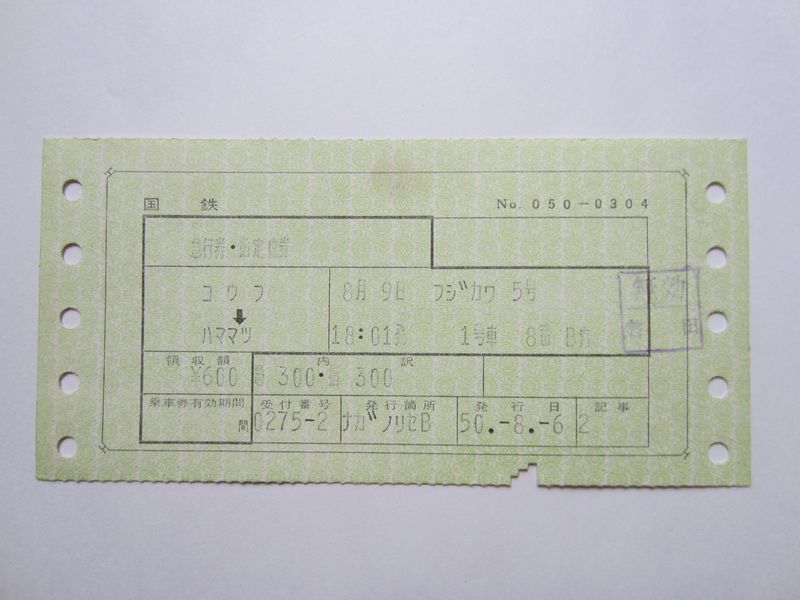 国 鉄 No. 050-0304
急行券・指定席券
コウフ 8月 9日 フジカワ 5号
ハママツ 18:01発 1号車 8番 B席
領収額 内 訳
¥600 急 300・指 300
乗車券有効期間 受付番号 発行箇所 発行日 記事
間 0275-2 ナガノリセB 50.-8.-6 2
無効